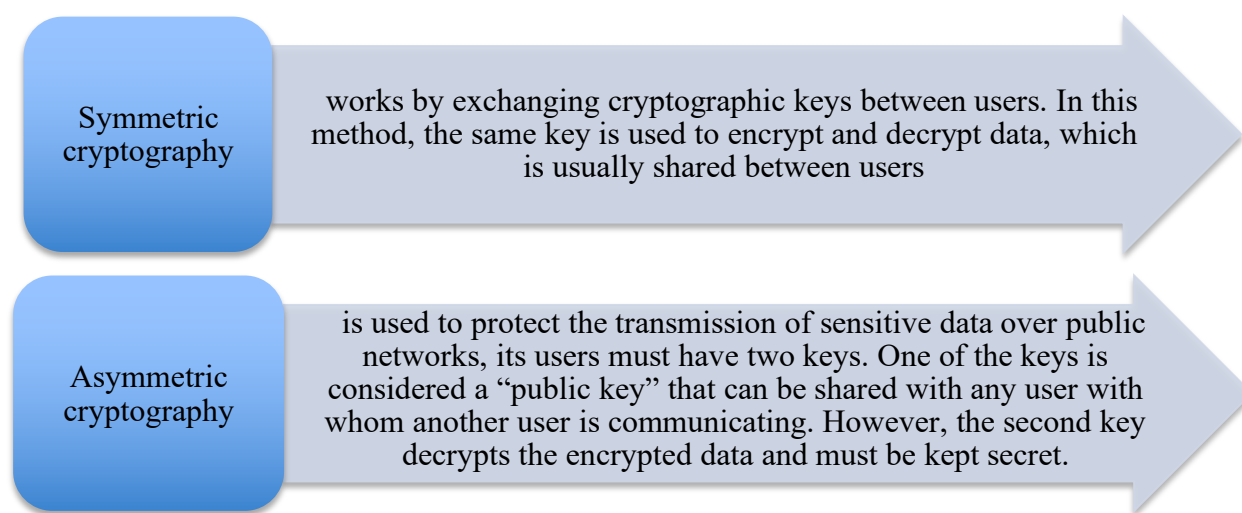 Symmetric
cryptography
works by exchanging cryptographic keys between users. In this
method, the same key is used to encrypt and decrypt data, which
is usually shared between users
Asymmetric
cryptography
is used to protect the transmission of sensitive data over public
networks, its users must have two keys. One of the keys is
considered a “public key” that can be shared with any user with
whom another user is communicating. However, the second key
decrypts the encrypted data and must be kept secret.